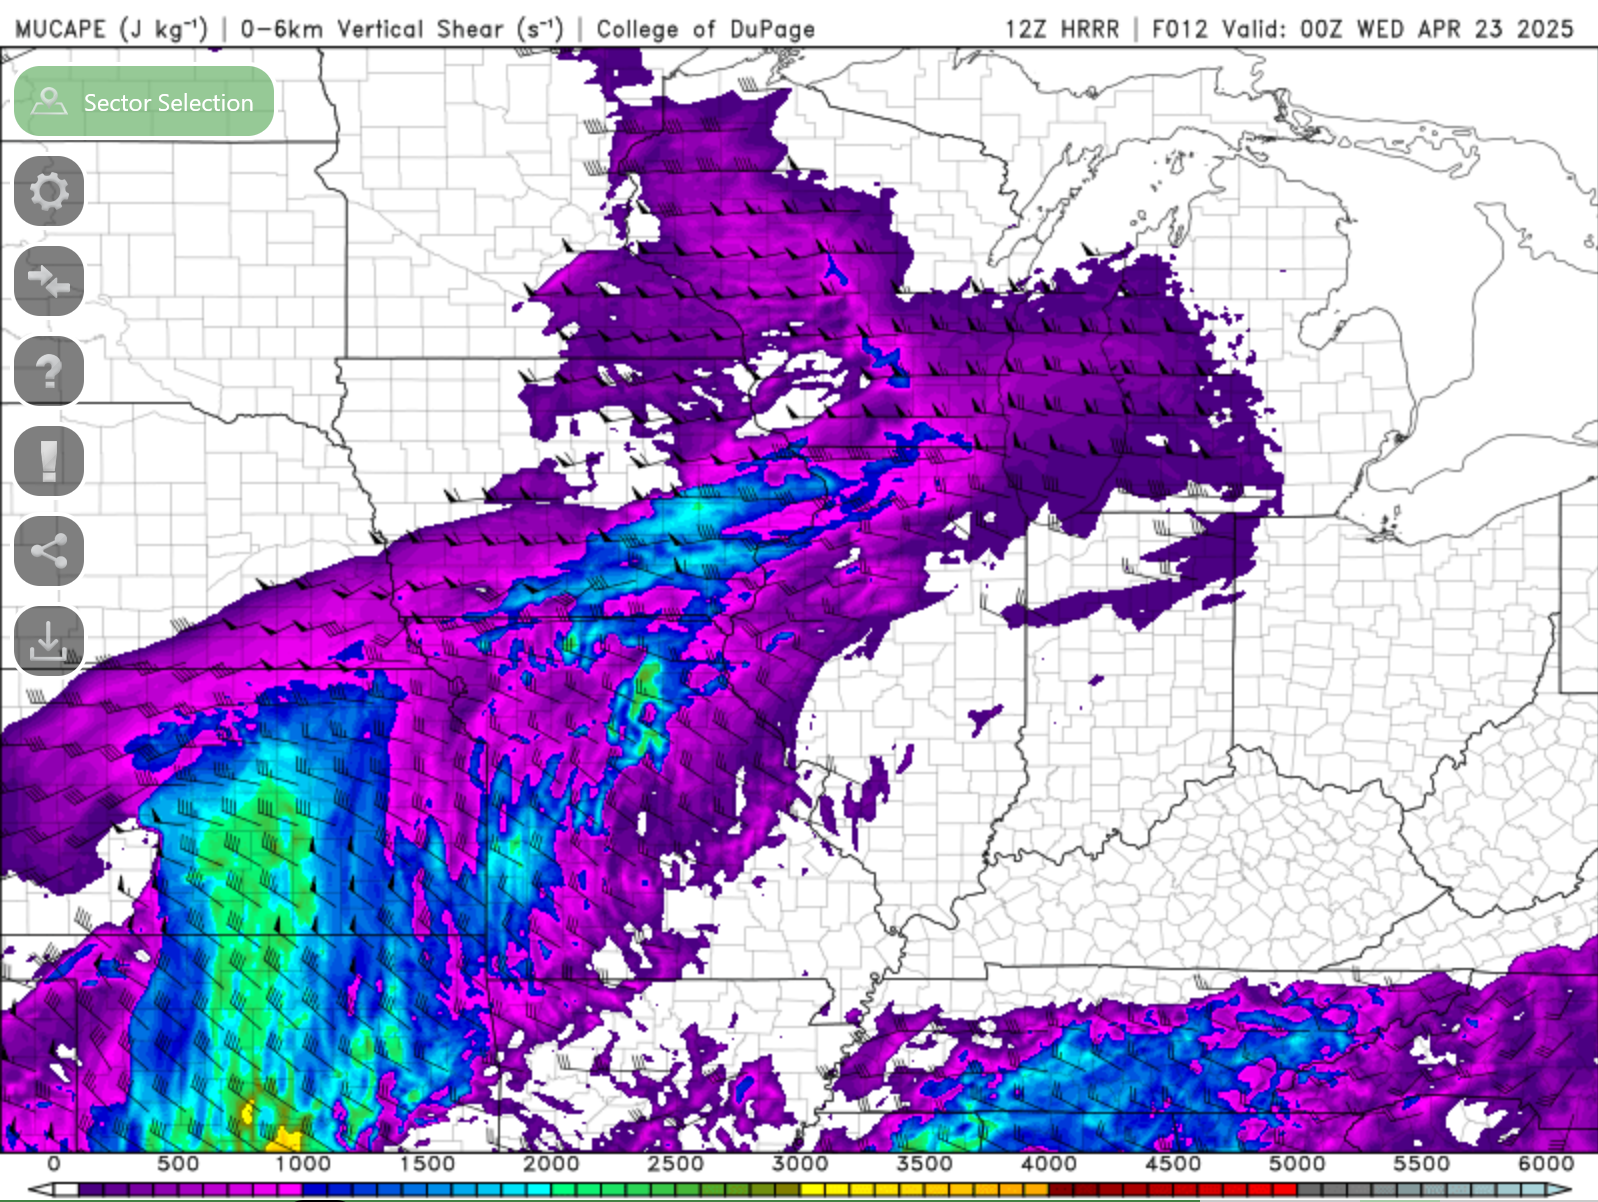 MUCAPE (J kg⁻¹) | 0-6km Vertical Shear (s⁻¹) | College of DuPage
12Z HRRR | F012 Valid: 00Z WED APR 23 2025
Sector Selection
?
!
0 500 1000 1500 2000 2500 3000 3500 4000 4500 5000 5500 6000